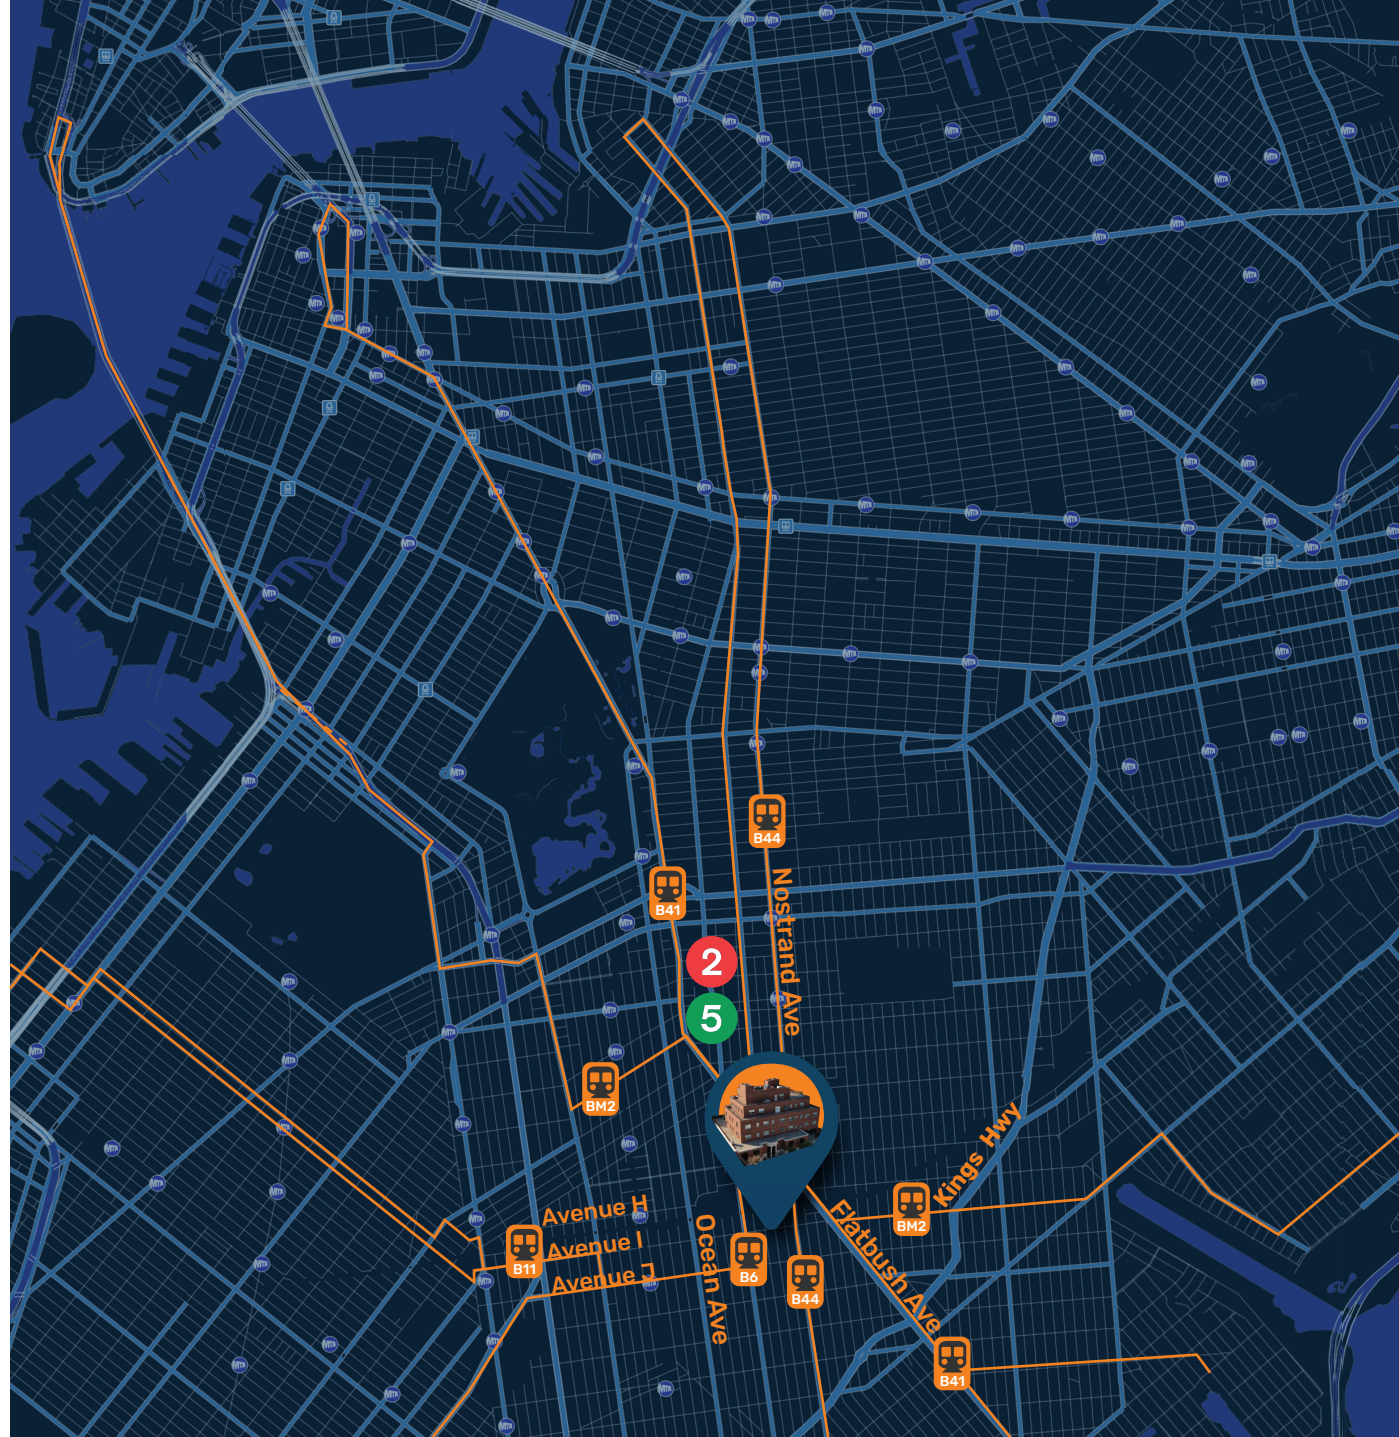 B44
Nostrand Ave
B41
2
5
BM2
Kings Hwy
BM2
Avenue H
Flatbush Ave
Ocean Ave
Avenue I
B11
B6
Avenue J
B44
B41